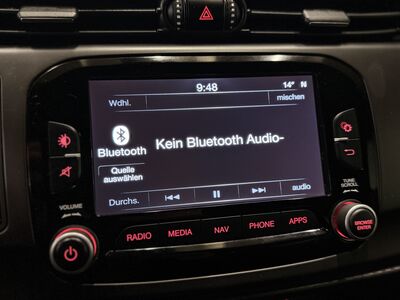 9:48 14° N
Wdhl. mischen
Bluetooth
Kein Bluetooth Audio-
Quelle
auswählen
Durchs. audio
VOLUME
TUNE
SCROLL
BROWSE
ENTER
RADIO MEDIA NAV PHONE APPS